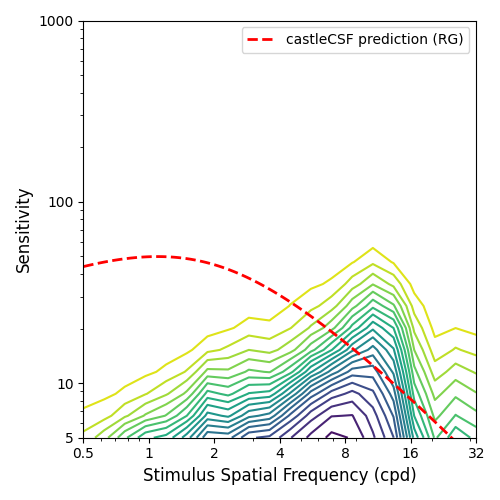 1000
castleCSF prediction (RG)
100
Sensitivity
10
5
0.5 1 2 4 8 16 32
Stimulus Spatial Frequency (cpd)